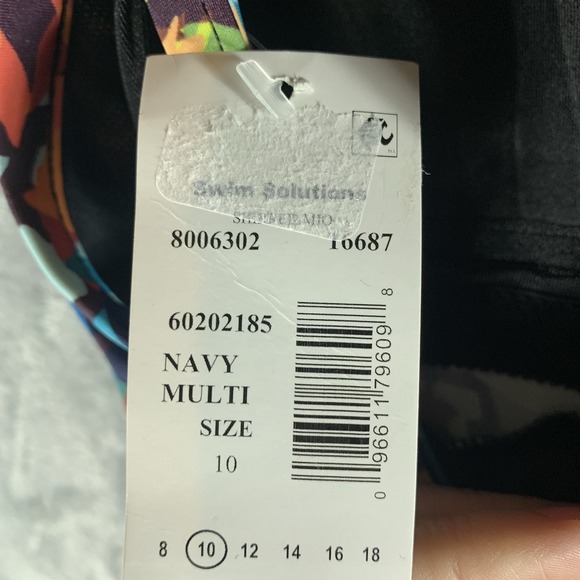 Swim Solutions
8006302 16687
60202185
NAVY
MULTI
SIZE
10
0 96611 79609 8
8 10 12 14 16 18